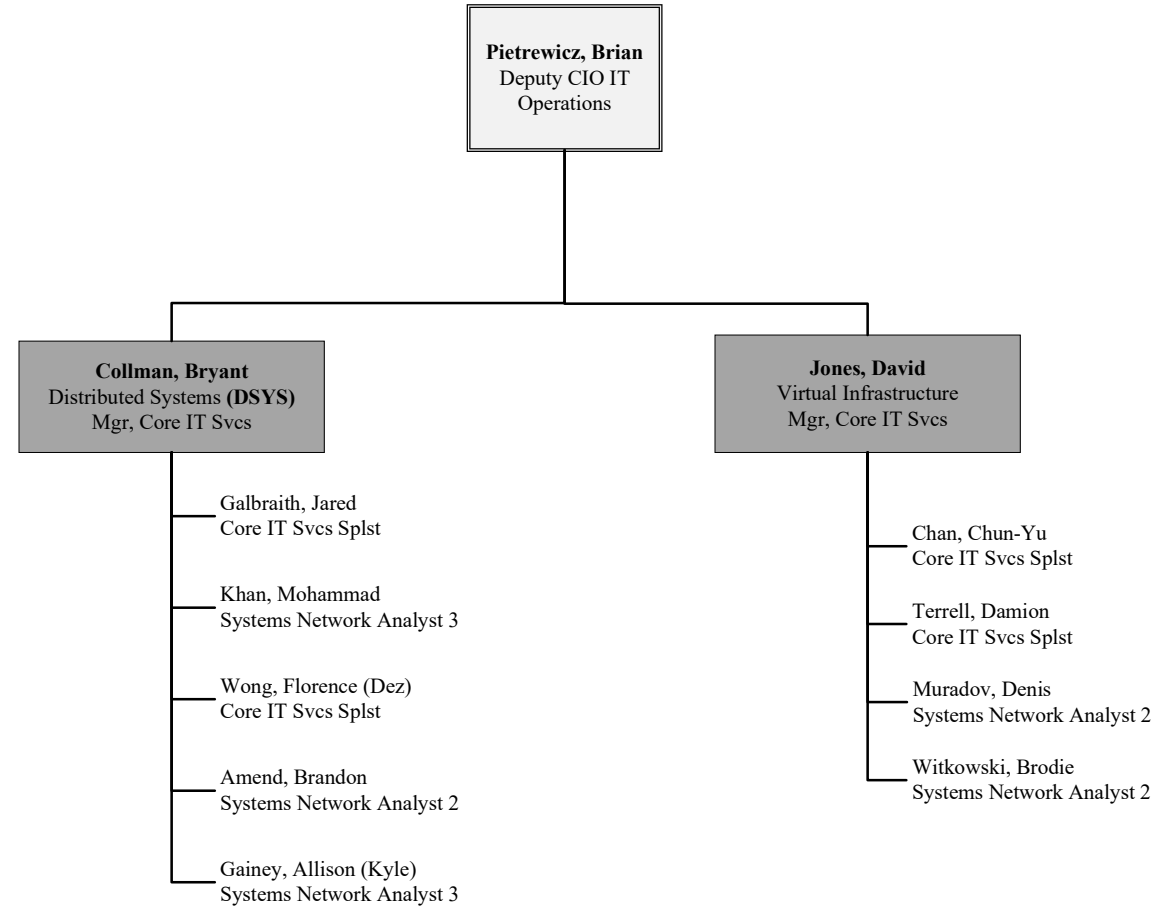 Pietrewicz, Brian
Deputy CIO IT
Operations
Collman, Bryant
Distributed Systems (DSYS)
Mgr, Core IT Svcs
Galbraith, Jared
Core IT Svcs Splst
Khan, Mohammad
Systems Network Analyst 3
Wong, Florence (Dez)
Core IT Svcs Splst
Amend, Brandon
Systems Network Analyst 2
Gainey, Allison (Kyle)
Systems Network Analyst 3
Jones, David
Virtual Infrastructure
Mgr, Core IT Svcs
Chan, Chun-Yu
Core IT Svcs Splst
Terrell, Damion
Core IT Svcs Splst
Muradov, Denis
Systems Network Analyst 2
Witkowski, Brodie
Systems Network Analyst 2